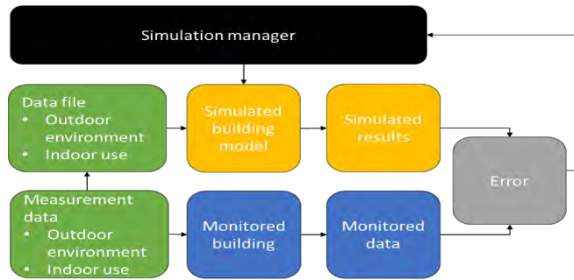 Simulation manager
Data file
• Outdoor
environment
• Indoor use
Simulated
building
model
Simulated
results
Error
Measurement
data
• Outdoor
environment
• Indoor use
Monitored
building
Monitored
data